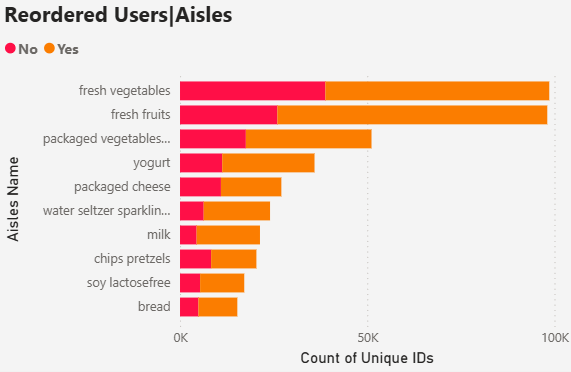 Reordered Users|Aisles
No Yes
Aisles Name
fresh vegetables
fresh fruits
packaged vegetables...
yogurt
packaged cheese
water seltzer sparklin...
milk
chips pretzels
soy lactosefree
bread
0K 50K 100K
Count of Unique IDs